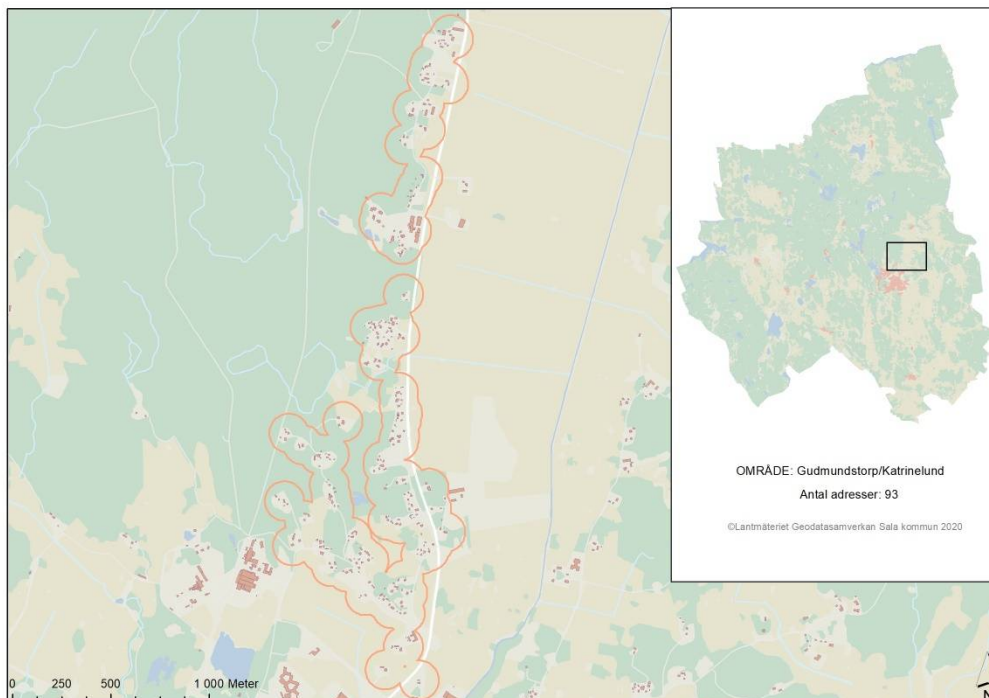 OMRÅDE: Gudmundstorp/Katrinelund
Antal adresser: 93
©Lantmäteriet Geodatasamverkan Sala kommun 2020
0 250 500 1 000 Meter